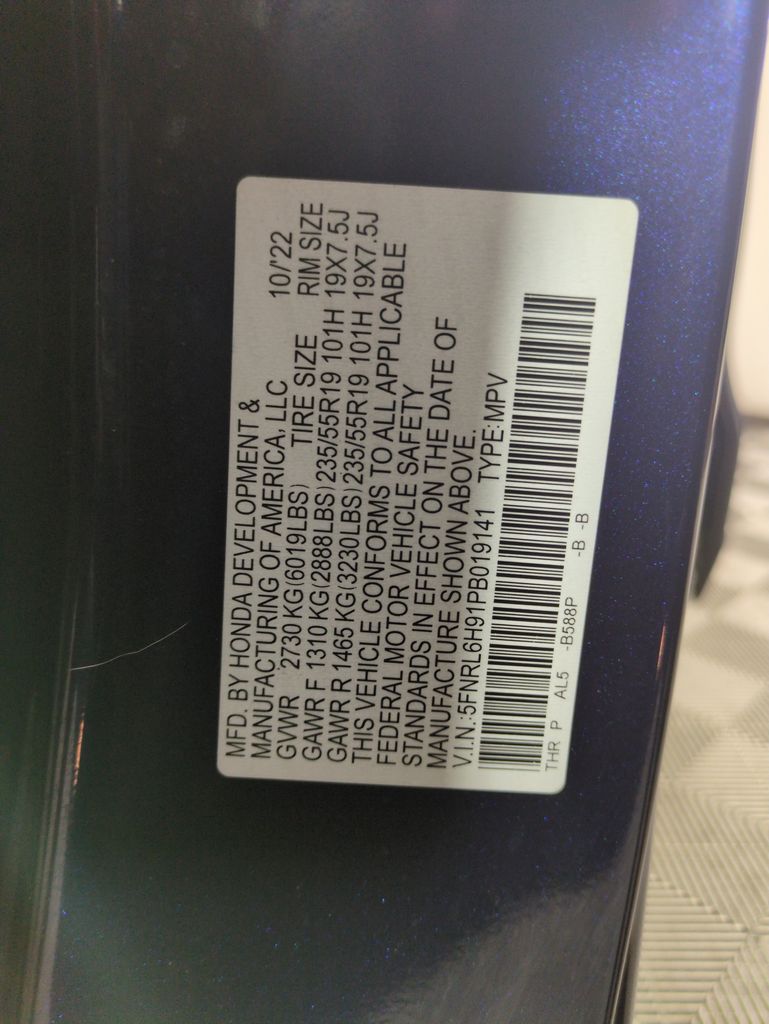 MFD. BY HONDA DEVELOPMENT &
MANUFACTURING OF AMERICA, LLC 10/'22
GVWR 2730 KG(6019LBS) TIRE SIZE RIM SIZE
GAWR F 1310 KG(2888LBS) 235/55R19 101H 19X7.5J
GAWR R 1465 KG(3230LBS) 235/55R19 101H 19X7.5J
THIS VEHICLE CONFORMS TO ALL APPLICABLE
FEDERAL MOTOR VEHICLE SAFETY
STANDARDS IN EFFECT ON THE DATE OF
MANUFACTURE SHOWN ABOVE.
V.I.N.:5FNRL6H91PB019141 TYPE:MPV
THR P AL5 -B588P -B -B